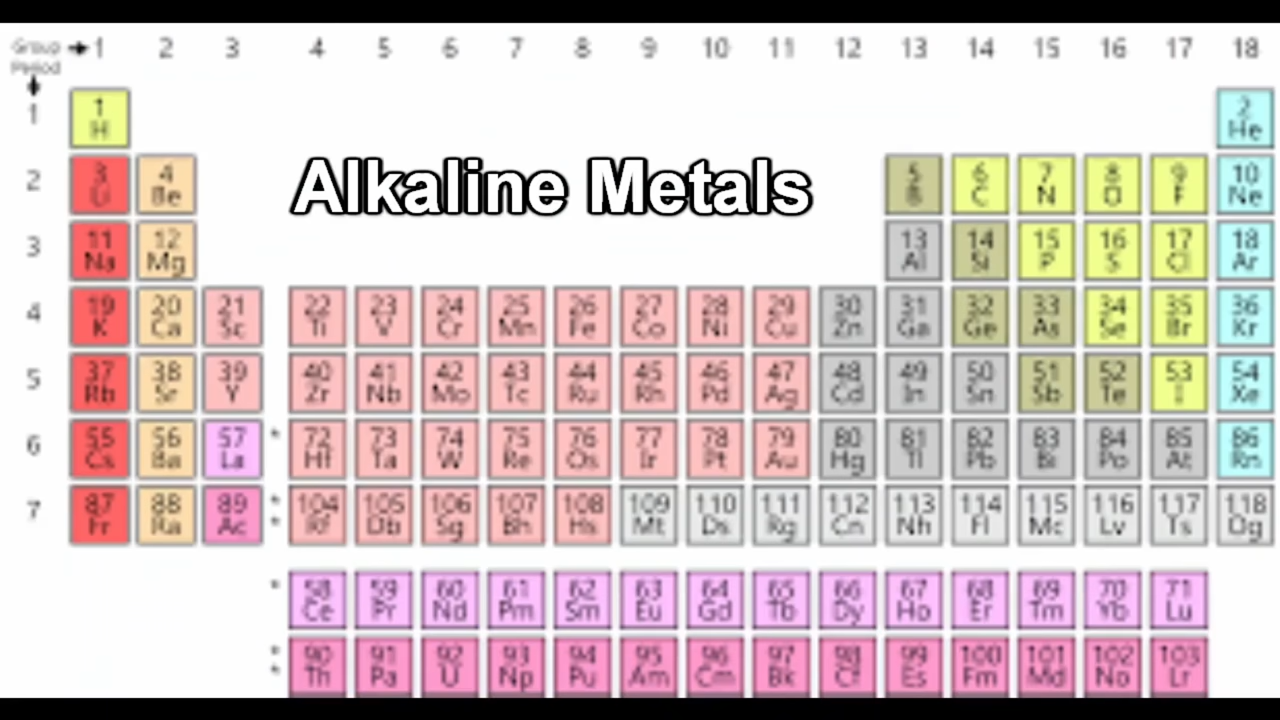 Group 1 2 3 4 5 6 7 8 9 10 11 12 13 14 15 16 17 18
Period
1 1 H 2 He
Alkaline Metals
2 3 4 Be 5 B 6 C 7 N 8 O 9 F 10 Ne
3 11 Na 12 Mg 13 Al 14 Si 15 P 16 S 17 Cl 18 Ar
4 19 K 20 Ca 21 Sc 22 Ti 23 V 24 Cr 25 Mn 26 Fe 27 Co 28 Ni 29 Cu 30 Zn 31 Ga 32 Ge 33 As 34 Se 35 Br 36 Kr
5 37 Rb 38 Sr 39 Y 40 Zr 41 Nb 42 Mo 43 Tc 44 Ru 45 Rh 46 Pd 47 Ag 48 Cd 49 In 50 Sn 51 Sb 52 Te 53 I 54 Xe
6 55 Cs 56 Ba 57 La * 72 Hf 73 Ta 74 W 75 Re 76 Os 77 Ir 78 Pt 79 Au 80 Hg 81 Tl 82 Pb 83 Bi 84 Po 85 At 86 Rn
7 87 Fr 88 Ra 89 Ac * * 104 Rf 105 Db 106 Sg 107 Bh 108 Hs 109 Mt 110 Ds 111 Rg 112 Cn 113 Nh 114 Fl 115 Mc 116 Lv 117 Ts 118 Og
* 58 Ce 59 Pr 60 Nd 61 Pm 62 Sm 63 Eu 64 Gd 65 Tb 66 Dy 67 Ho 68 Er 69 Tm 70 Yb 71 Lu
* * 90 Th 91 Pa 92 U 93 Np 94 Pu 95 Am 96 Cm 97 Bk 98 Cf 99 Es 100 Fm 101 Md 102 No 103 Lr